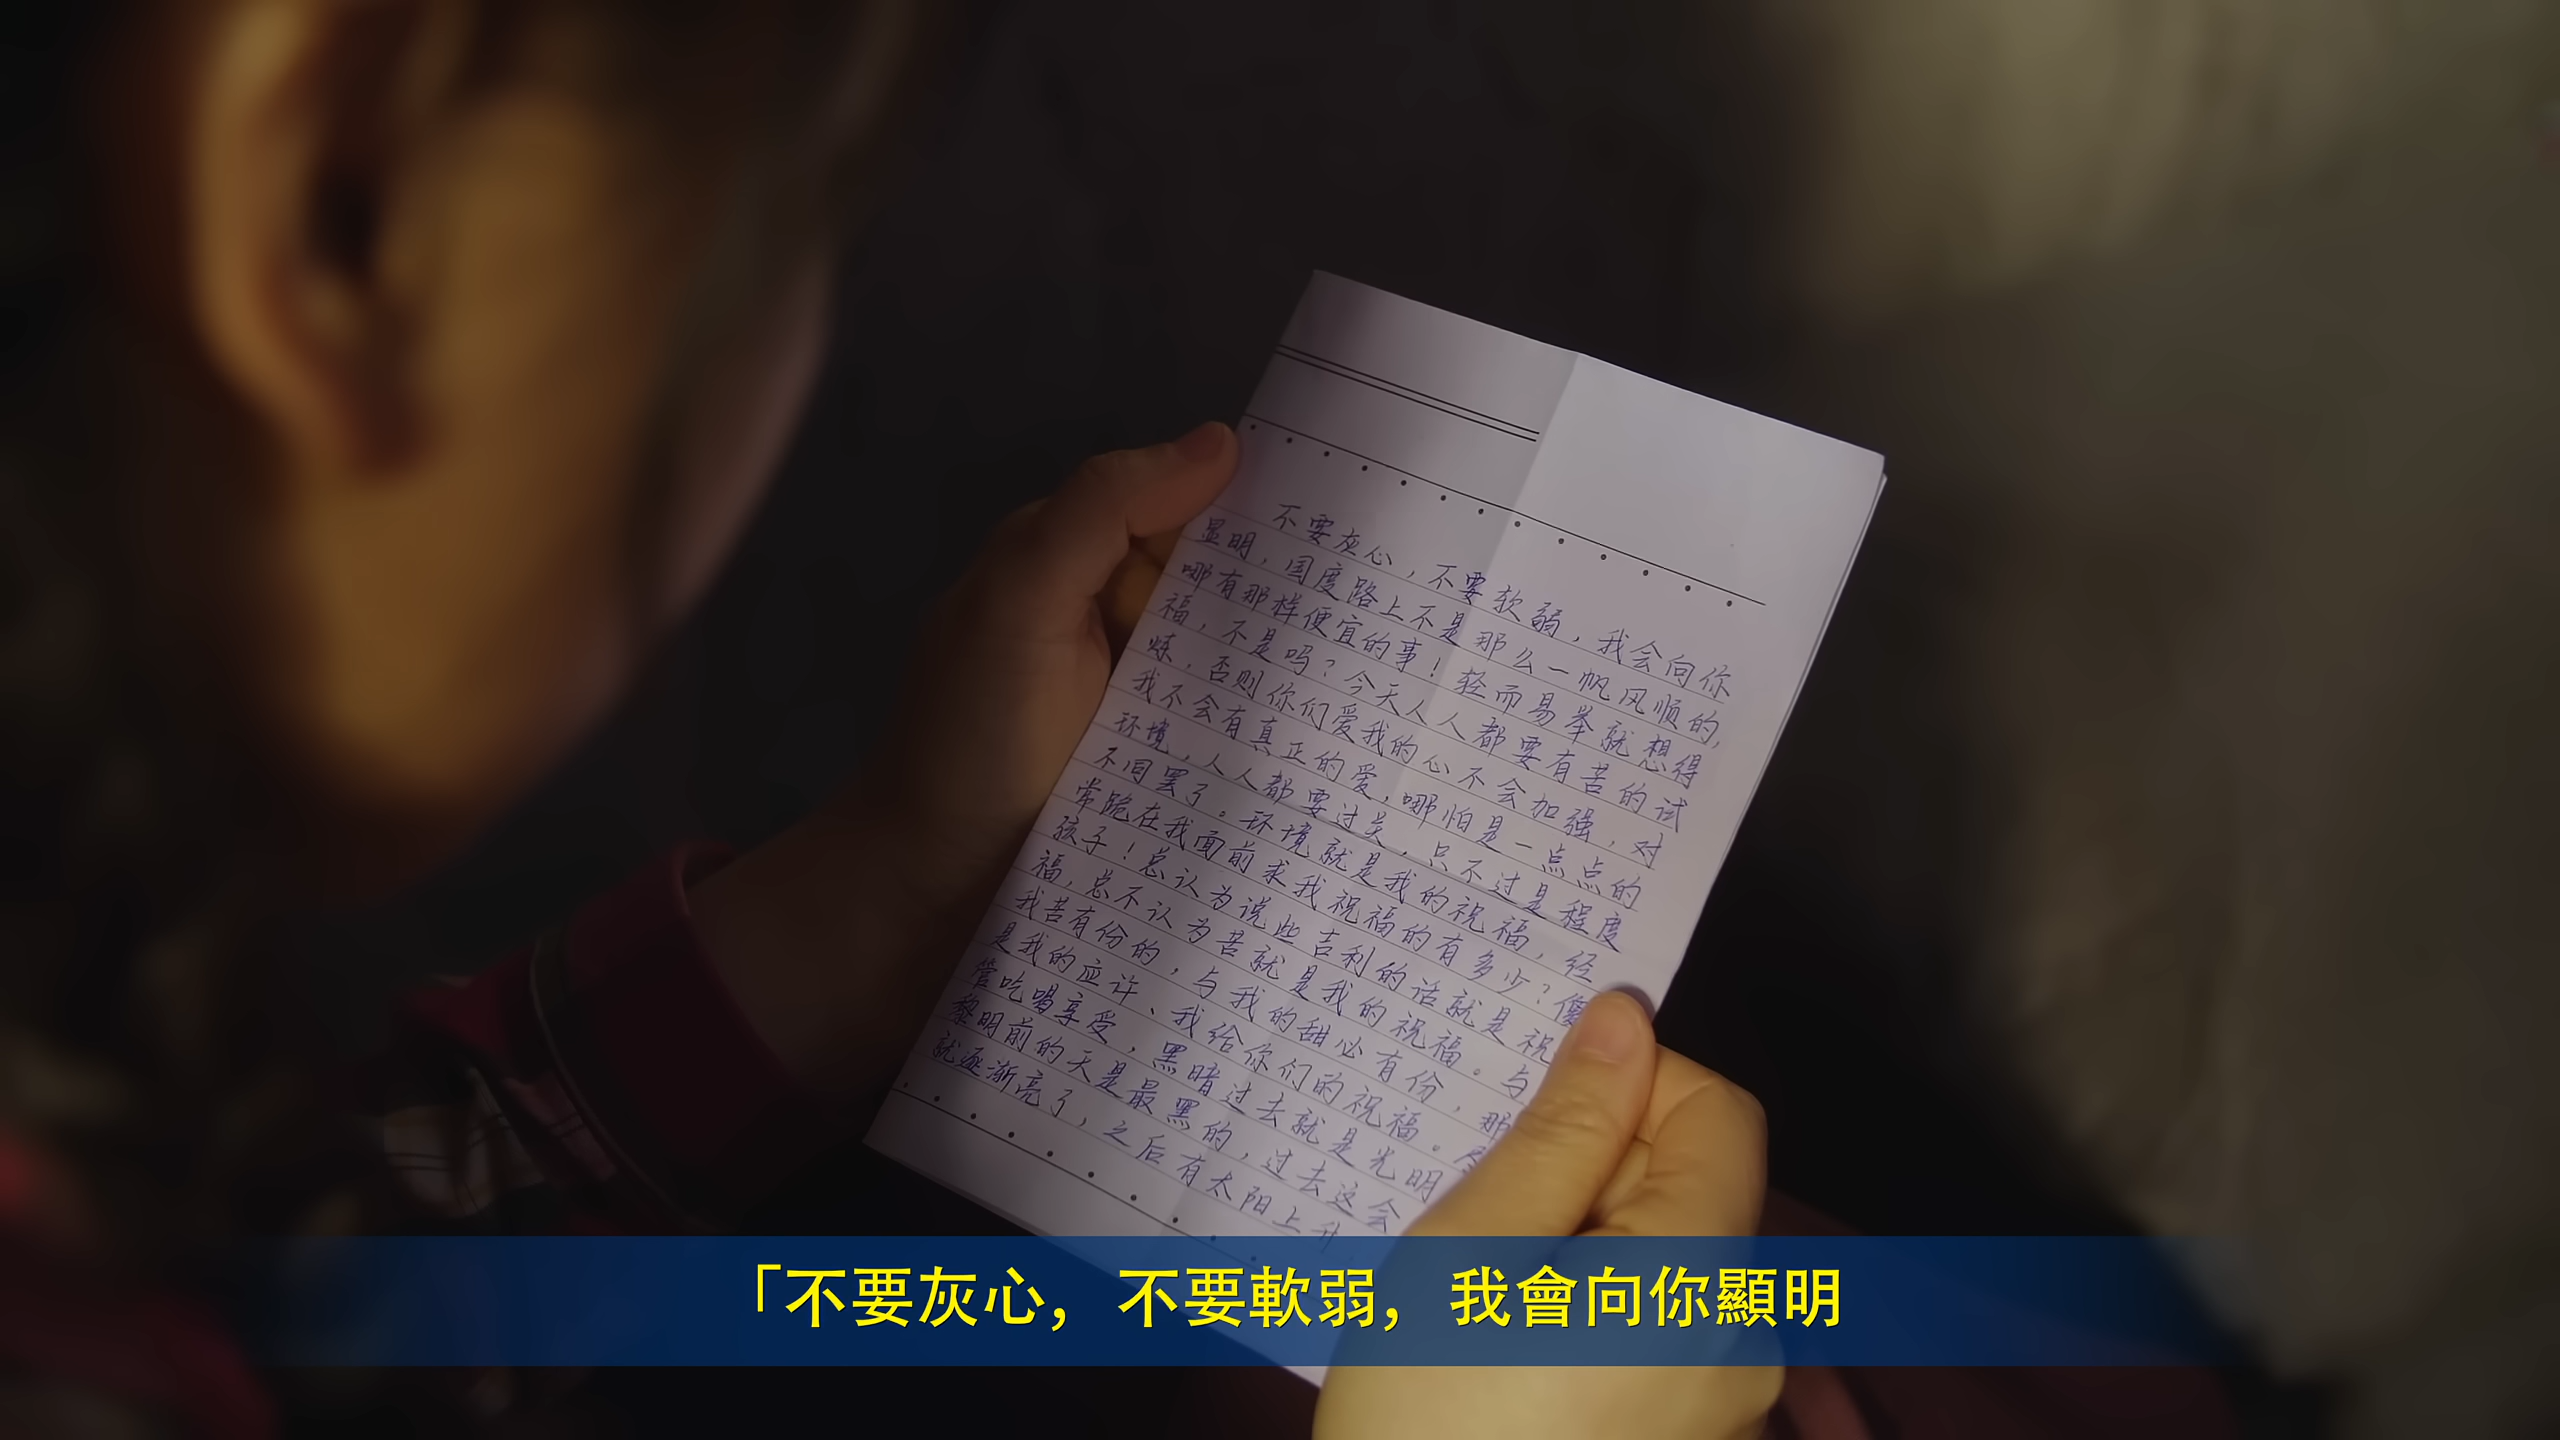 不要灰心，不要软弱，我会向你
显明，国度路上不是那么一帆风顺的，
哪有那样便宜的事！轻而易举就想得
福，不是吗？今天人人都要有苦的试
炼，否则你们爱我的心不会加强，对
我不会有真正的爱，哪怕是一点点的
环境，人人都要过关，只不过是程度
不同罢了。环境就是我的祝福，经
常跪在我面前求我祝福的有多少？傻
孩子！总认为说些吉利的话就是祝
福，总不认为苦就是我的祝福。与
我苦有份的，与我的甜必有份，那
是我的应许、我给你们的祝福。尽
管吃喝享受，黑暗过去就是光明
黎明前的天是最黑的，过去这会
就逐渐亮了，之后有太阳上升
「不要灰心，不要軟弱，我會向你顯明